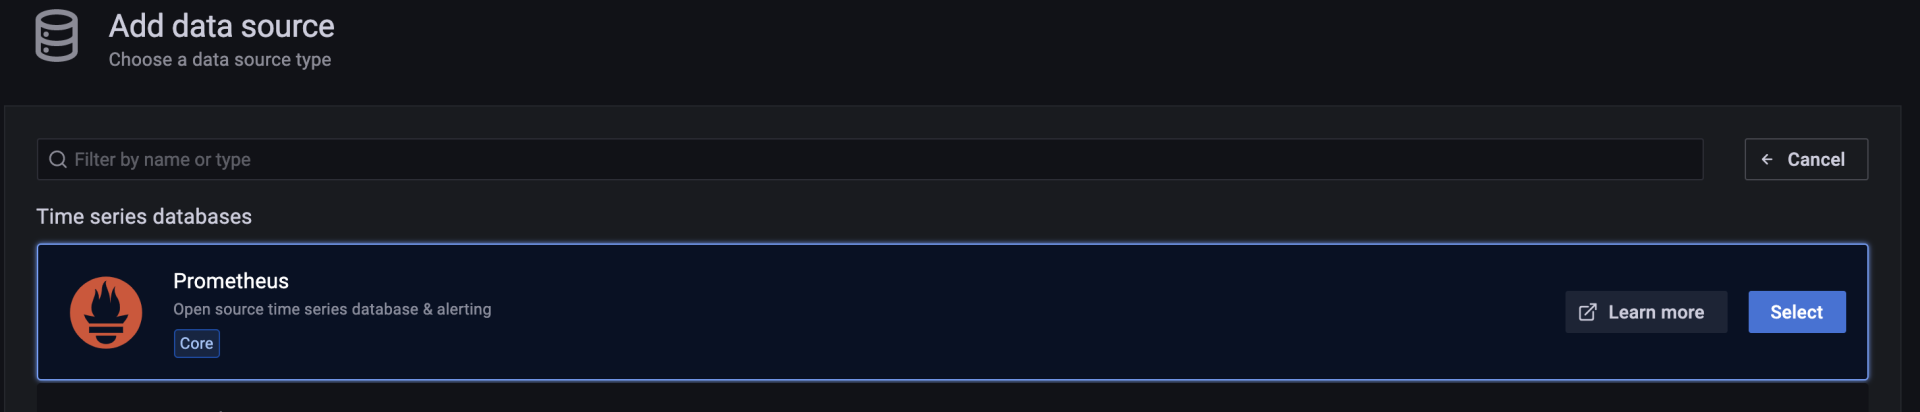 Add data source
Choose a data source type
Filter by name or type
Cancel
Time series databases
Prometheus
Open source time series database & alerting
Core
Learn more
Select